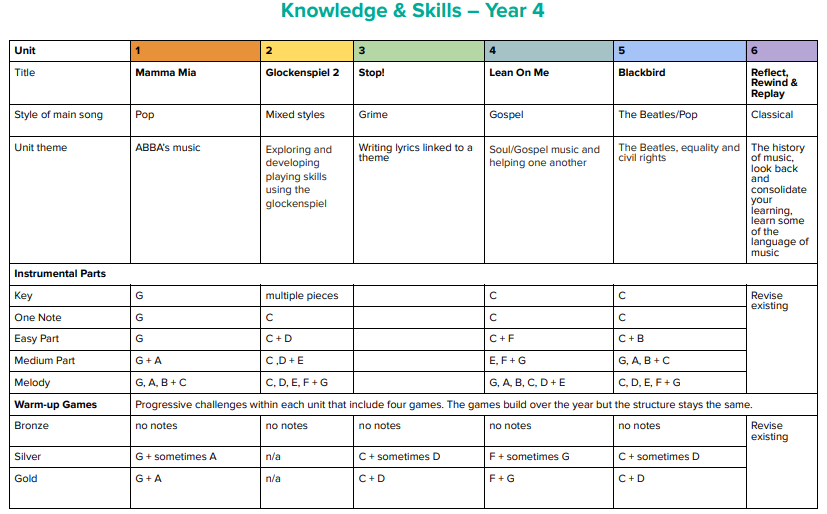 Knowledge & Skills – Year 4
Unit 1 2 3 4 5 6
Title Mamma Mia Glockenspiel 2 Stop! Lean On Me Blackbird Reflect,
Rewind &
Replay
Style of main song Pop Mixed styles Grime Gospel The Beatles/Pop Classical
Unit theme ABBA's music Exploring and
developing
playing skills
using the
glockenspiel
Writing lyrics linked to a
theme
Soul/Gospel music and
helping one another
The Beatles, equality and
civil rights
The history
of music,
look back
and
consolidate
your
learning,
learn some
of the
language of
music
Instrumental Parts
Key G multiple pieces C C Revise
existing
One Note G C C C
Easy Part G C + D C + F C + B
Medium Part G + A C ,D + E E, F + G G, A, B + C
Melody G, A, B + C C, D, E, F + G G, A, B, C, D + E C, D, E, F + G
Warm-up Games Progressive challenges within each unit that include four games. The games build over the year but the structure stays the same.
Bronze no notes no notes no notes no notes no notes Revise
existing
Silver G + sometimes A n/a C + sometimes D F + sometimes G C + sometimes D
Gold G + A n/a C + D F + G C + D